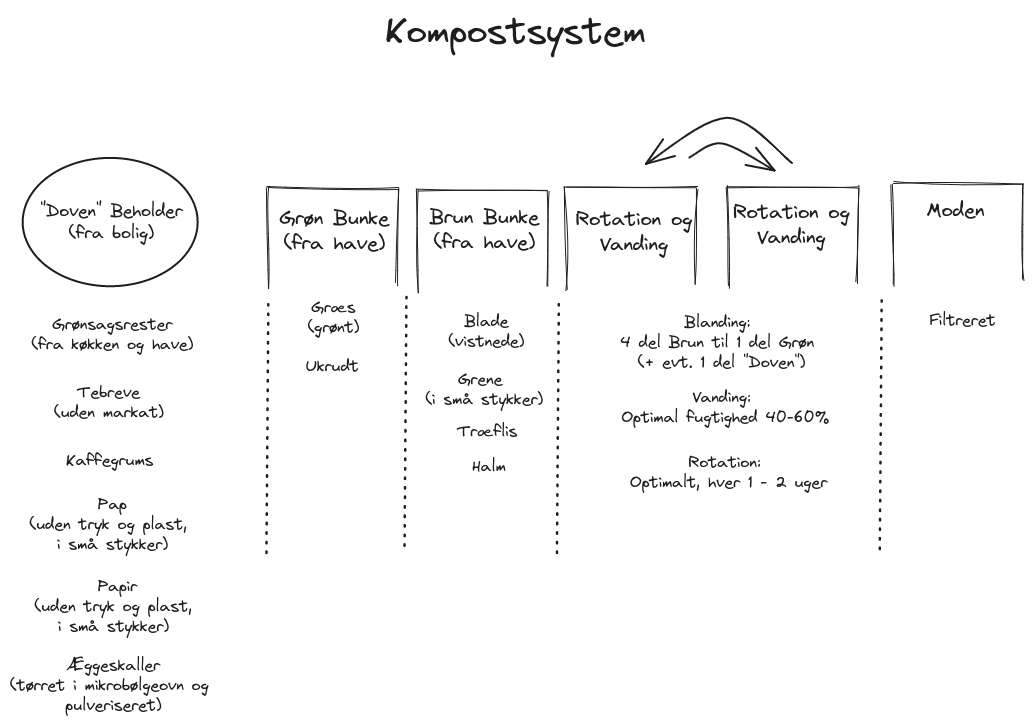 Kompostsystem
"Doven" Beholder
(fra bolig)
Grønsagsrester
(fra køkken og have)
Tebreve
(uden markat)
Kaffegrums
Pap
(uden tryk og plast,
i små stykker)
Papir
(uden tryk og plast,
i små stykker)
Æggeskaller
(tørret i mikrobølgeovn og
pulveriseret)
Grøn Bunke
(fra have)
Græs
(grønt)
Ukrudt
Brun Bunke
(fra have)
Blade
(vistnede)
Grene
(i små stykker)
Træflis
Halm
Rotation og
Vanding
Rotation og
Vanding
Blanding:
4 del Brun til 1 del Grøn
(+ evt. 1 del "Doven")
Vanding:
Optimal fugtighed 40-60%
Rotation:
Optimalt, hver 1 - 2 uger
Moden
Filtreret